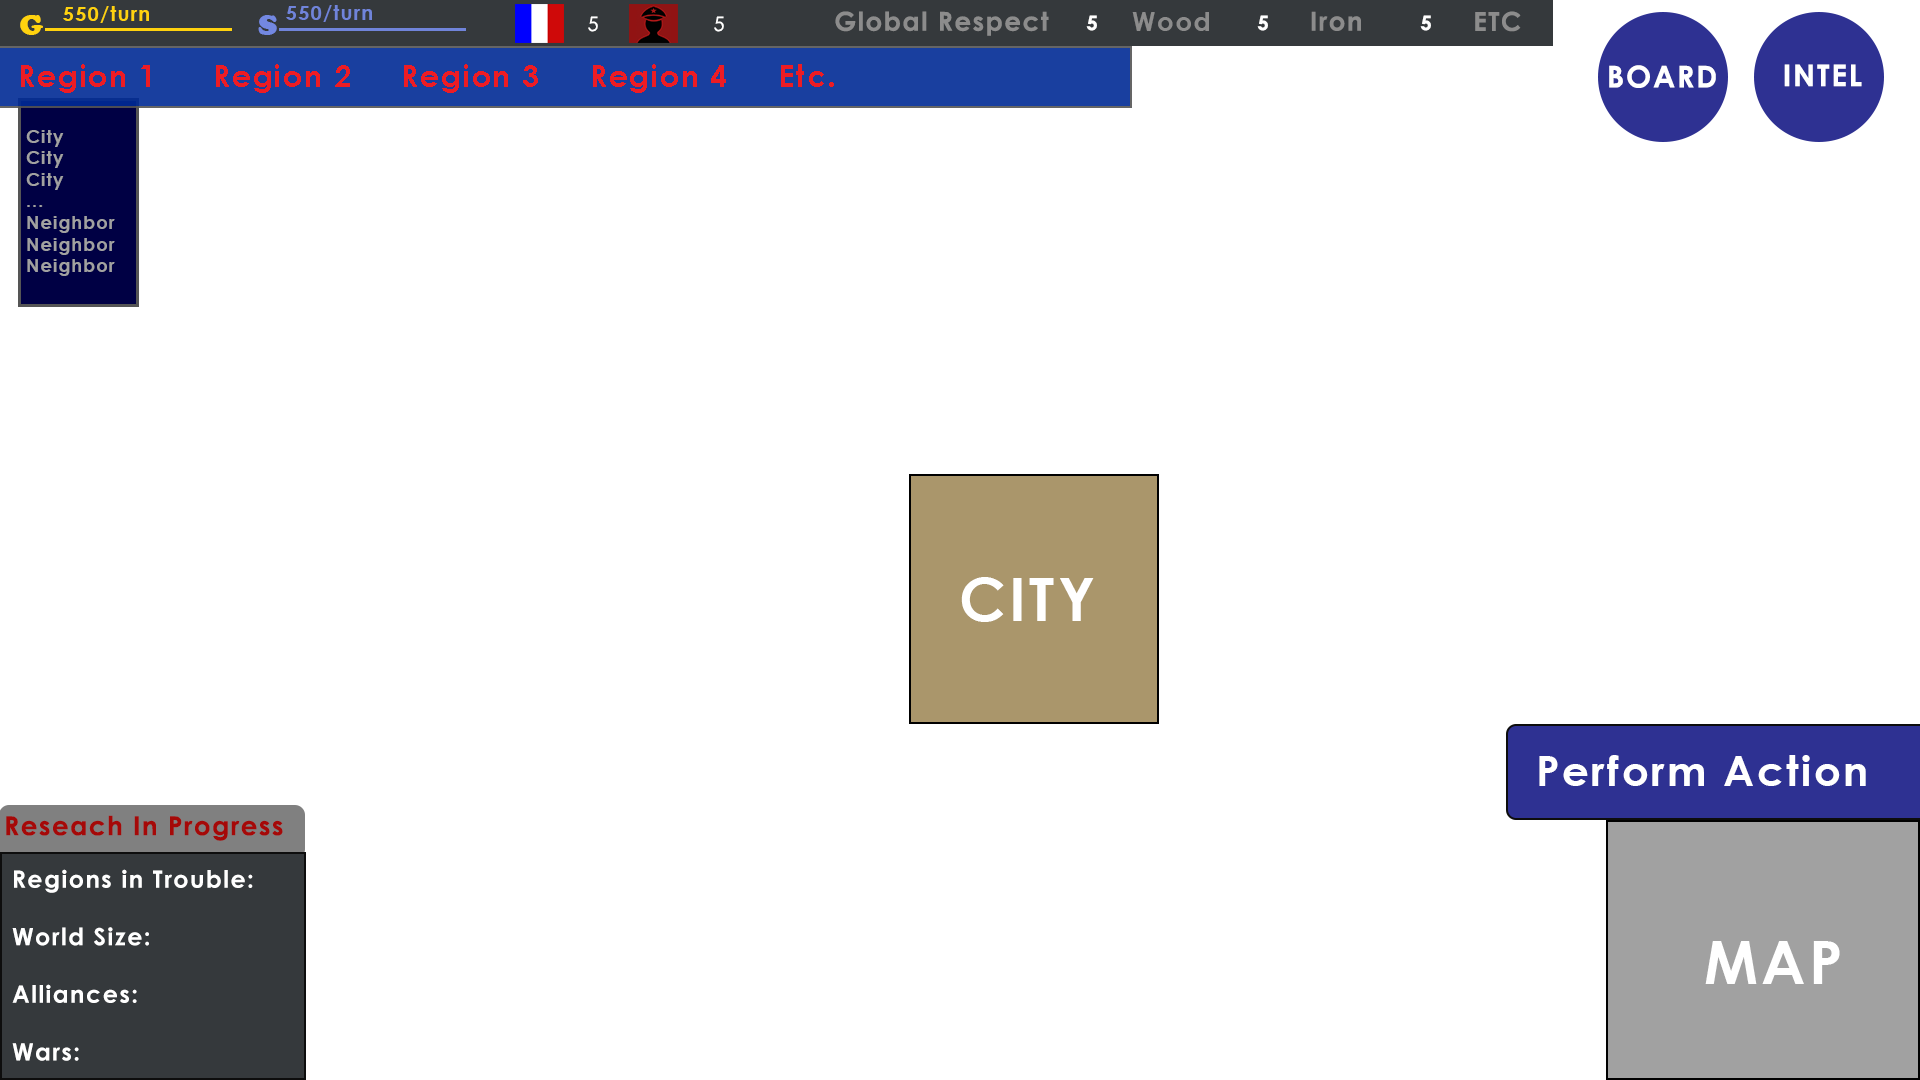 G 550/turn S 550/turn 5 5 Global Respect 5 Wood 5 Iron 5 ETC
BOARD INTEL
Region 1 Region 2 Region 3 Region 4 Etc.
City
City
City
...
Neighbor
Neighbor
Neighbor
CITY
Perform Action
Reseach In Progress
Regions in Trouble:
World Size:
Alliances:
Wars:
MAP